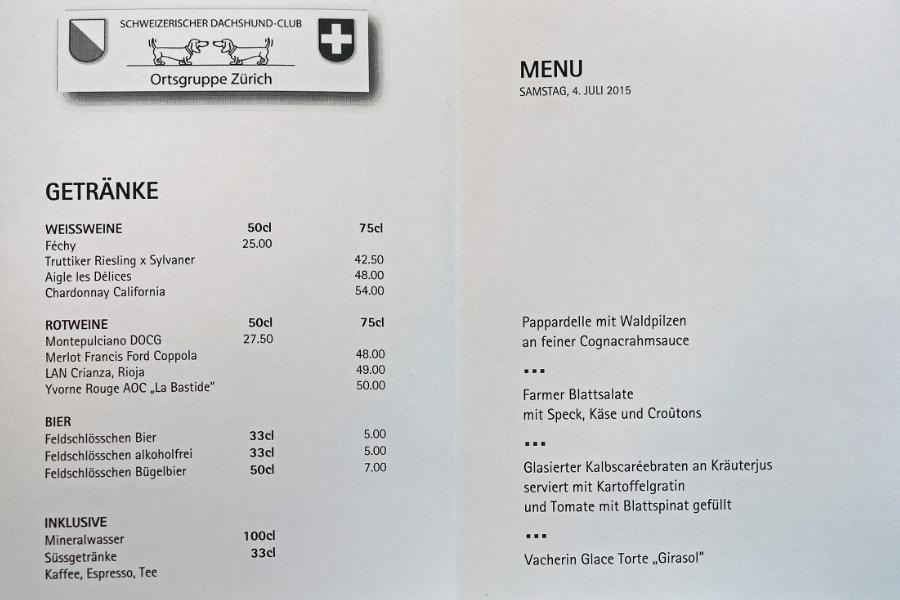 SCHWEIZERISCHER DACHSHUND-CLUB
Ortsgruppe Zürich
GETRÄNKE
WEISSWEINE 50cl 75cl
Féchy 25.00
Truttiker Riesling x Sylvaner 42.50
Aigle les Délices 48.00
Chardonnay California 54.00
ROTWEINE 50cl 75cl
Montepulciano DOCG 27.50
Merlot Francis Ford Coppola 48.00
LAN Crianza, Rioja 49.00
Yvorne Rouge AOC „La Bastide" 50.00
BIER
Feldschlösschen Bier 33cl 5.00
Feldschlösschen alkoholfrei 33cl 5.00
Feldschlösschen Bügelbier 50cl 7.00
INKLUSIVE
Mineralwasser 100cl
Süssgetränke 33cl
Kaffee, Espresso, Tee
MENU
SAMSTAG, 4. JULI 2015
Pappardelle mit Waldpilzen
an feiner Cognacrahmsauce
...
Farmer Blattsalate
mit Speck, Käse und Croûtons
...
Glasierter Kalbscaréebraten an Kräuterjus
serviert mit Kartoffelgratin
und Tomate mit Blattspinat gefüllt
...
Vacherin Glace Torte „Girasol"